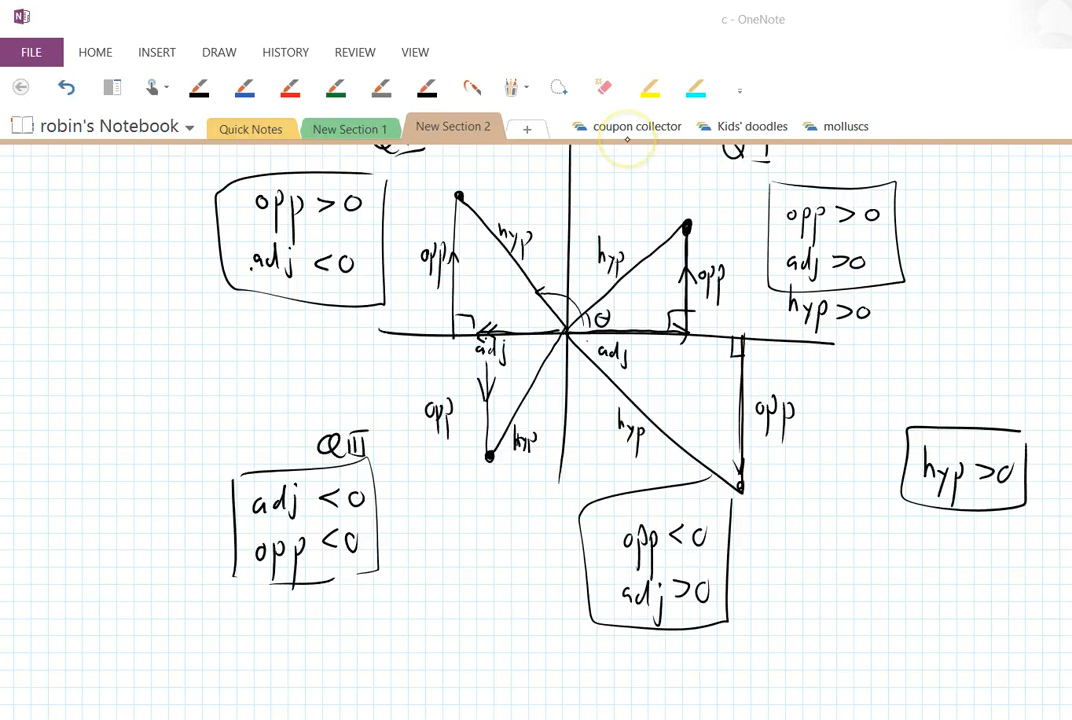 c - OneNote
FILE HOME INSERT DRAW HISTORY REVIEW VIEW
robin's Notebook Quick Notes New Section 1 New Section 2 + coupon collector Kids' doodles molluscs
Q I
opp > 0
adj < 0
opp > 0
adj > 0
hyp > 0
hyp
opp
hyp
opp
θ
adj
adj
opp
hyp
hyp
opp
Q III
adj < 0
opp < 0
opp < 0
adj > 0
hyp > 0